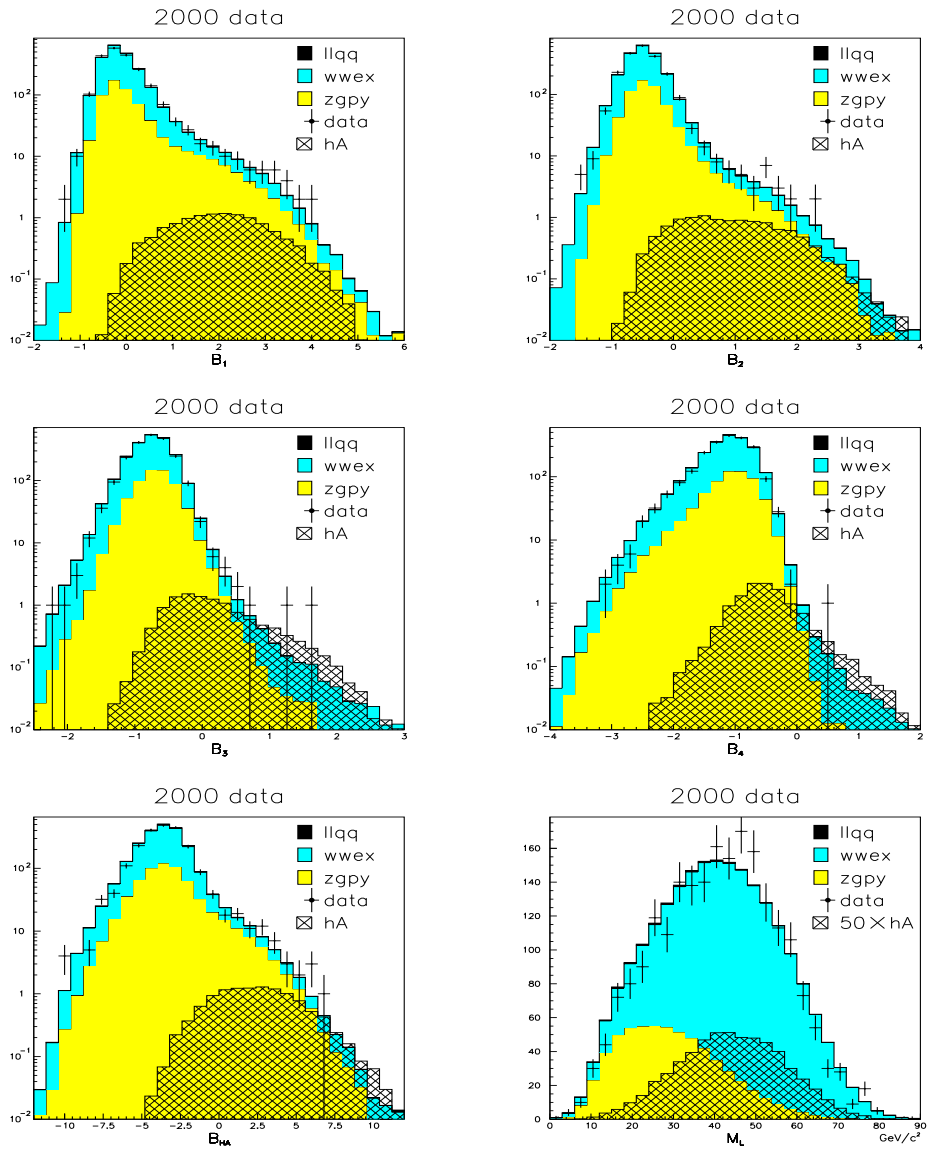 2000 data
llqq
wwex
zgpy
data
hA
10²
10
1
10⁻¹
10⁻²
-2 -1 0 1 2 3 4 5 6
B₁
2000 data
llqq
wwex
zgpy
data
hA
10²
10
1
10⁻¹
10⁻²
-2 -1 0 1 2 3 4
B₂
2000 data
llqq
wwex
zgpy
data
hA
10²
10
1
10⁻¹
10⁻²
-2 -1 0 1 2 3
B₃
2000 data
llqq
wwex
zgpy
data
hA
10²
10
1
10⁻¹
10⁻²
-4 -3 -2 -1 0 1 2
B₄
2000 data
llqq
wwex
zgpy
data
hA
10²
10
1
10⁻¹
10⁻²
-10 -7.5 -5 -2.5 0 2.5 5 7.5 10
B_HA
2000 data
llqq
wwex
zgpy
data
50 × hA
160
140
120
100
80
60
40
20
0
0 10 20 30 40 50 60 70 80 90
M_L
GeV/c²